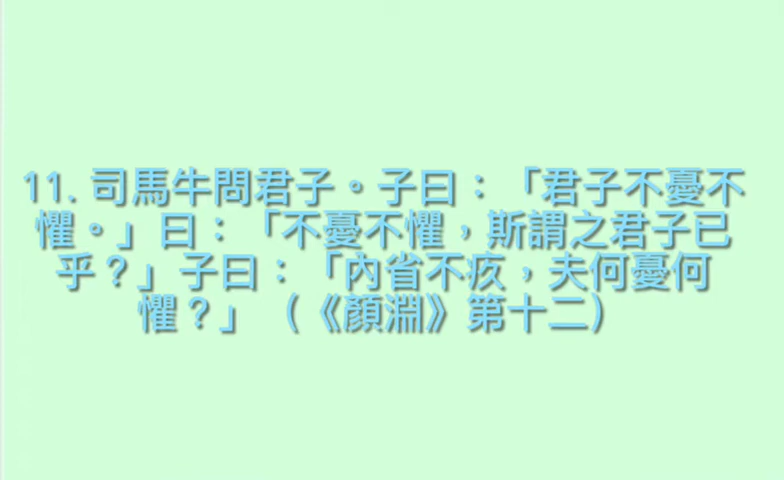 11. 司馬牛問君子。子曰：「君子不憂不
懼。」曰：「不憂不懼，斯謂之君子已
乎？」子曰：「內省不疚，夫何憂何
懼？」（《顏淵》第十二）